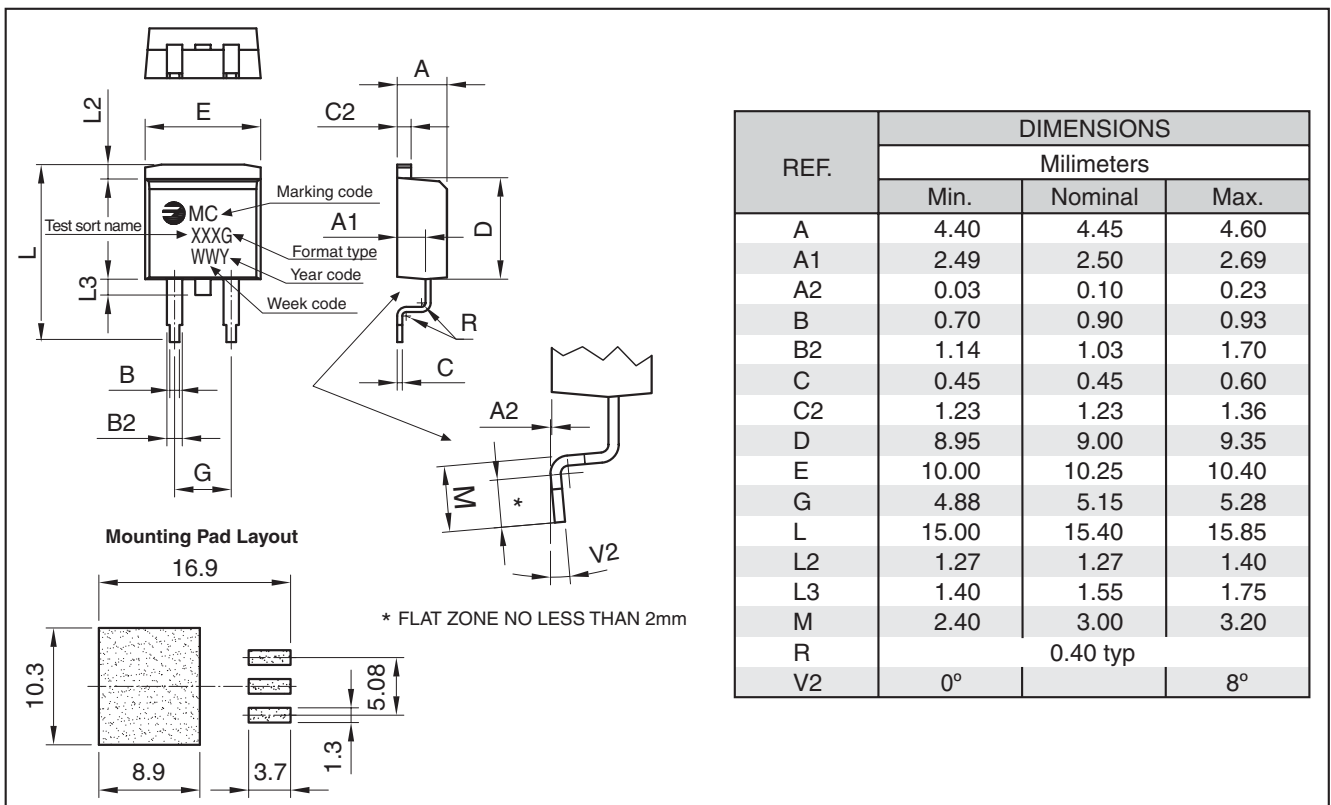 A
C2
L2
E
Marking code
MC
Test sort name
XXXG
Format type
WWY
Year code
Week code
A1
D
L
L3
R
C
B
B2
G
A2
M
*
V2
* FLAT ZONE NO LESS THAN 2mm
Mounting Pad Layout
16.9
10.3
5.08
1.3
8.9
3.7
REF. DIMENSIONS
Milimeters
Min. Nominal Max.
A 4.40 4.45 4.60
A1 2.49 2.50 2.69
A2 0.03 0.10 0.23
B 0.70 0.90 0.93
B2 1.14 1.03 1.70
C 0.45 0.45 0.60
C2 1.23 1.23 1.36
D 8.95 9.00 9.35
E 10.00 10.25 10.40
G 4.88 5.15 5.28
L 15.00 15.40 15.85
L2 1.27 1.27 1.40
L3 1.40 1.55 1.75
M 2.40 3.00 3.20
R 0.40 typ
V2 0° 8°